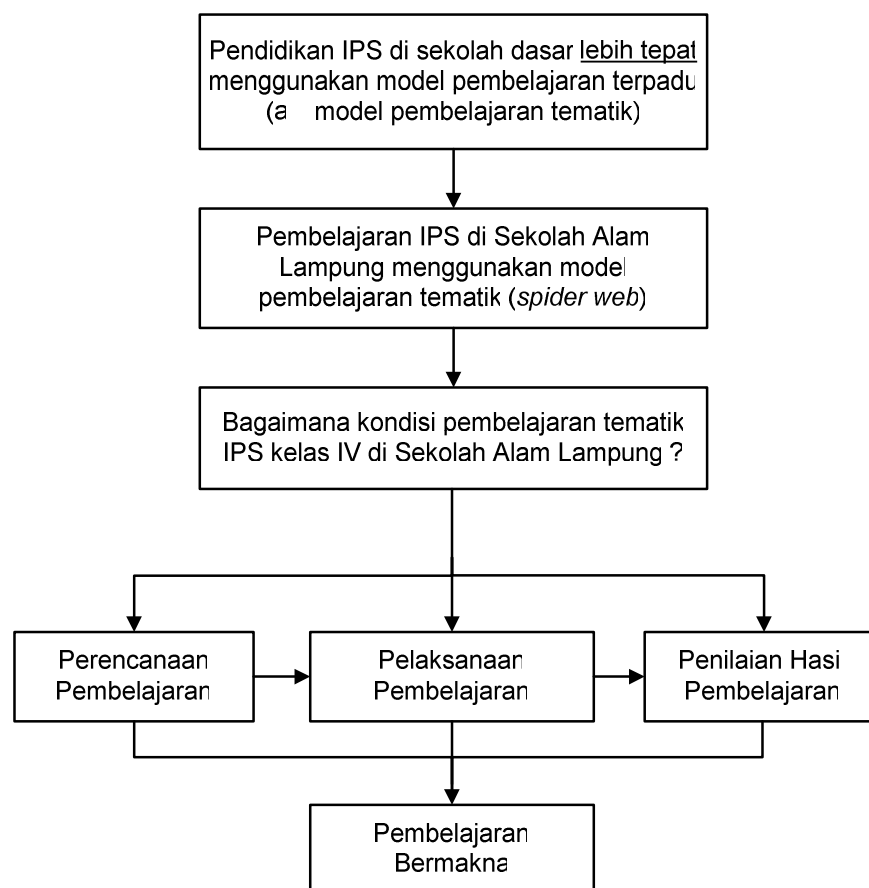 Pendidikan IPS di sekolah dasar lebih tepat
menggunakan model pembelajaran terpadu
(a model pembelajaran tematik)
Pembelajaran IPS di Sekolah Alam
Lampung menggunakan model
pembelajaran tematik (spider web)
Bagaimana kondisi pembelajaran tematik
IPS kelas IV di Sekolah Alam Lampung ?
Perencanaan
Pembelajaran
Pelaksanaan
Pembelajaran
Penilaian Hasi
Pembelajaran
Pembelajaran
Bermakna